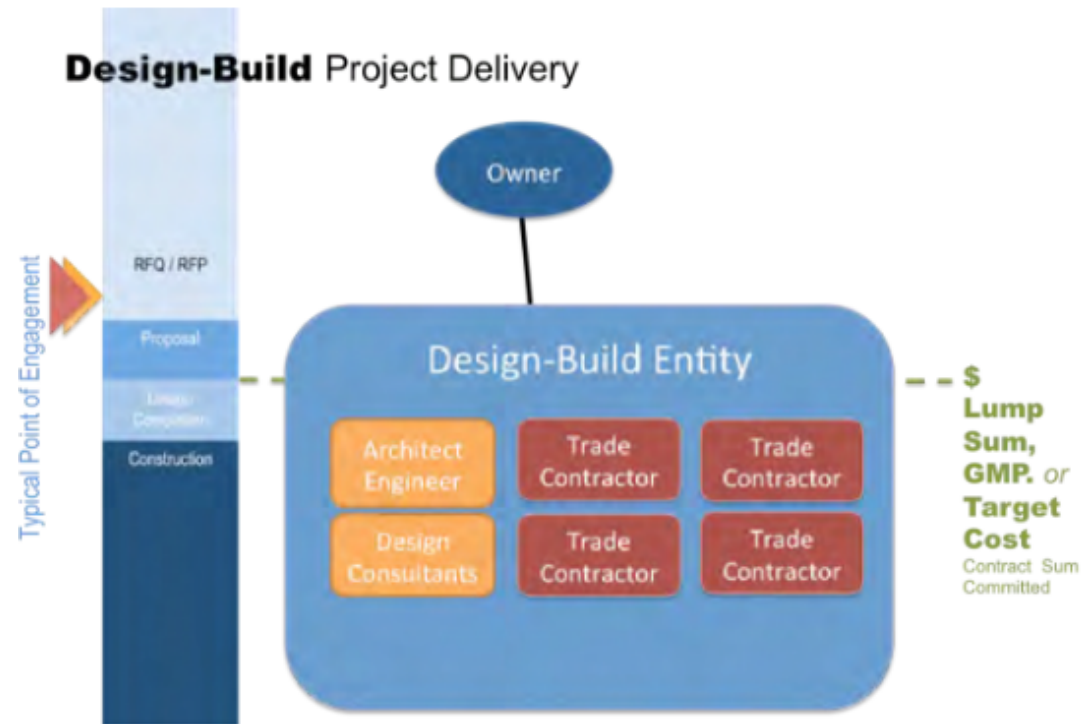 Design-Build Project Delivery
Owner
Typical Point of Engagement
RFQ / RFP
Proposal
Design
Construction
Design-Build Entity
Architect
Engineer
Trade
Contractor
Trade
Contractor
Design
Consultants
Trade
Contractor
Trade
Contractor
$
Lump
Sum,
GMP. or
Target
Cost
Contract Sum
Committed